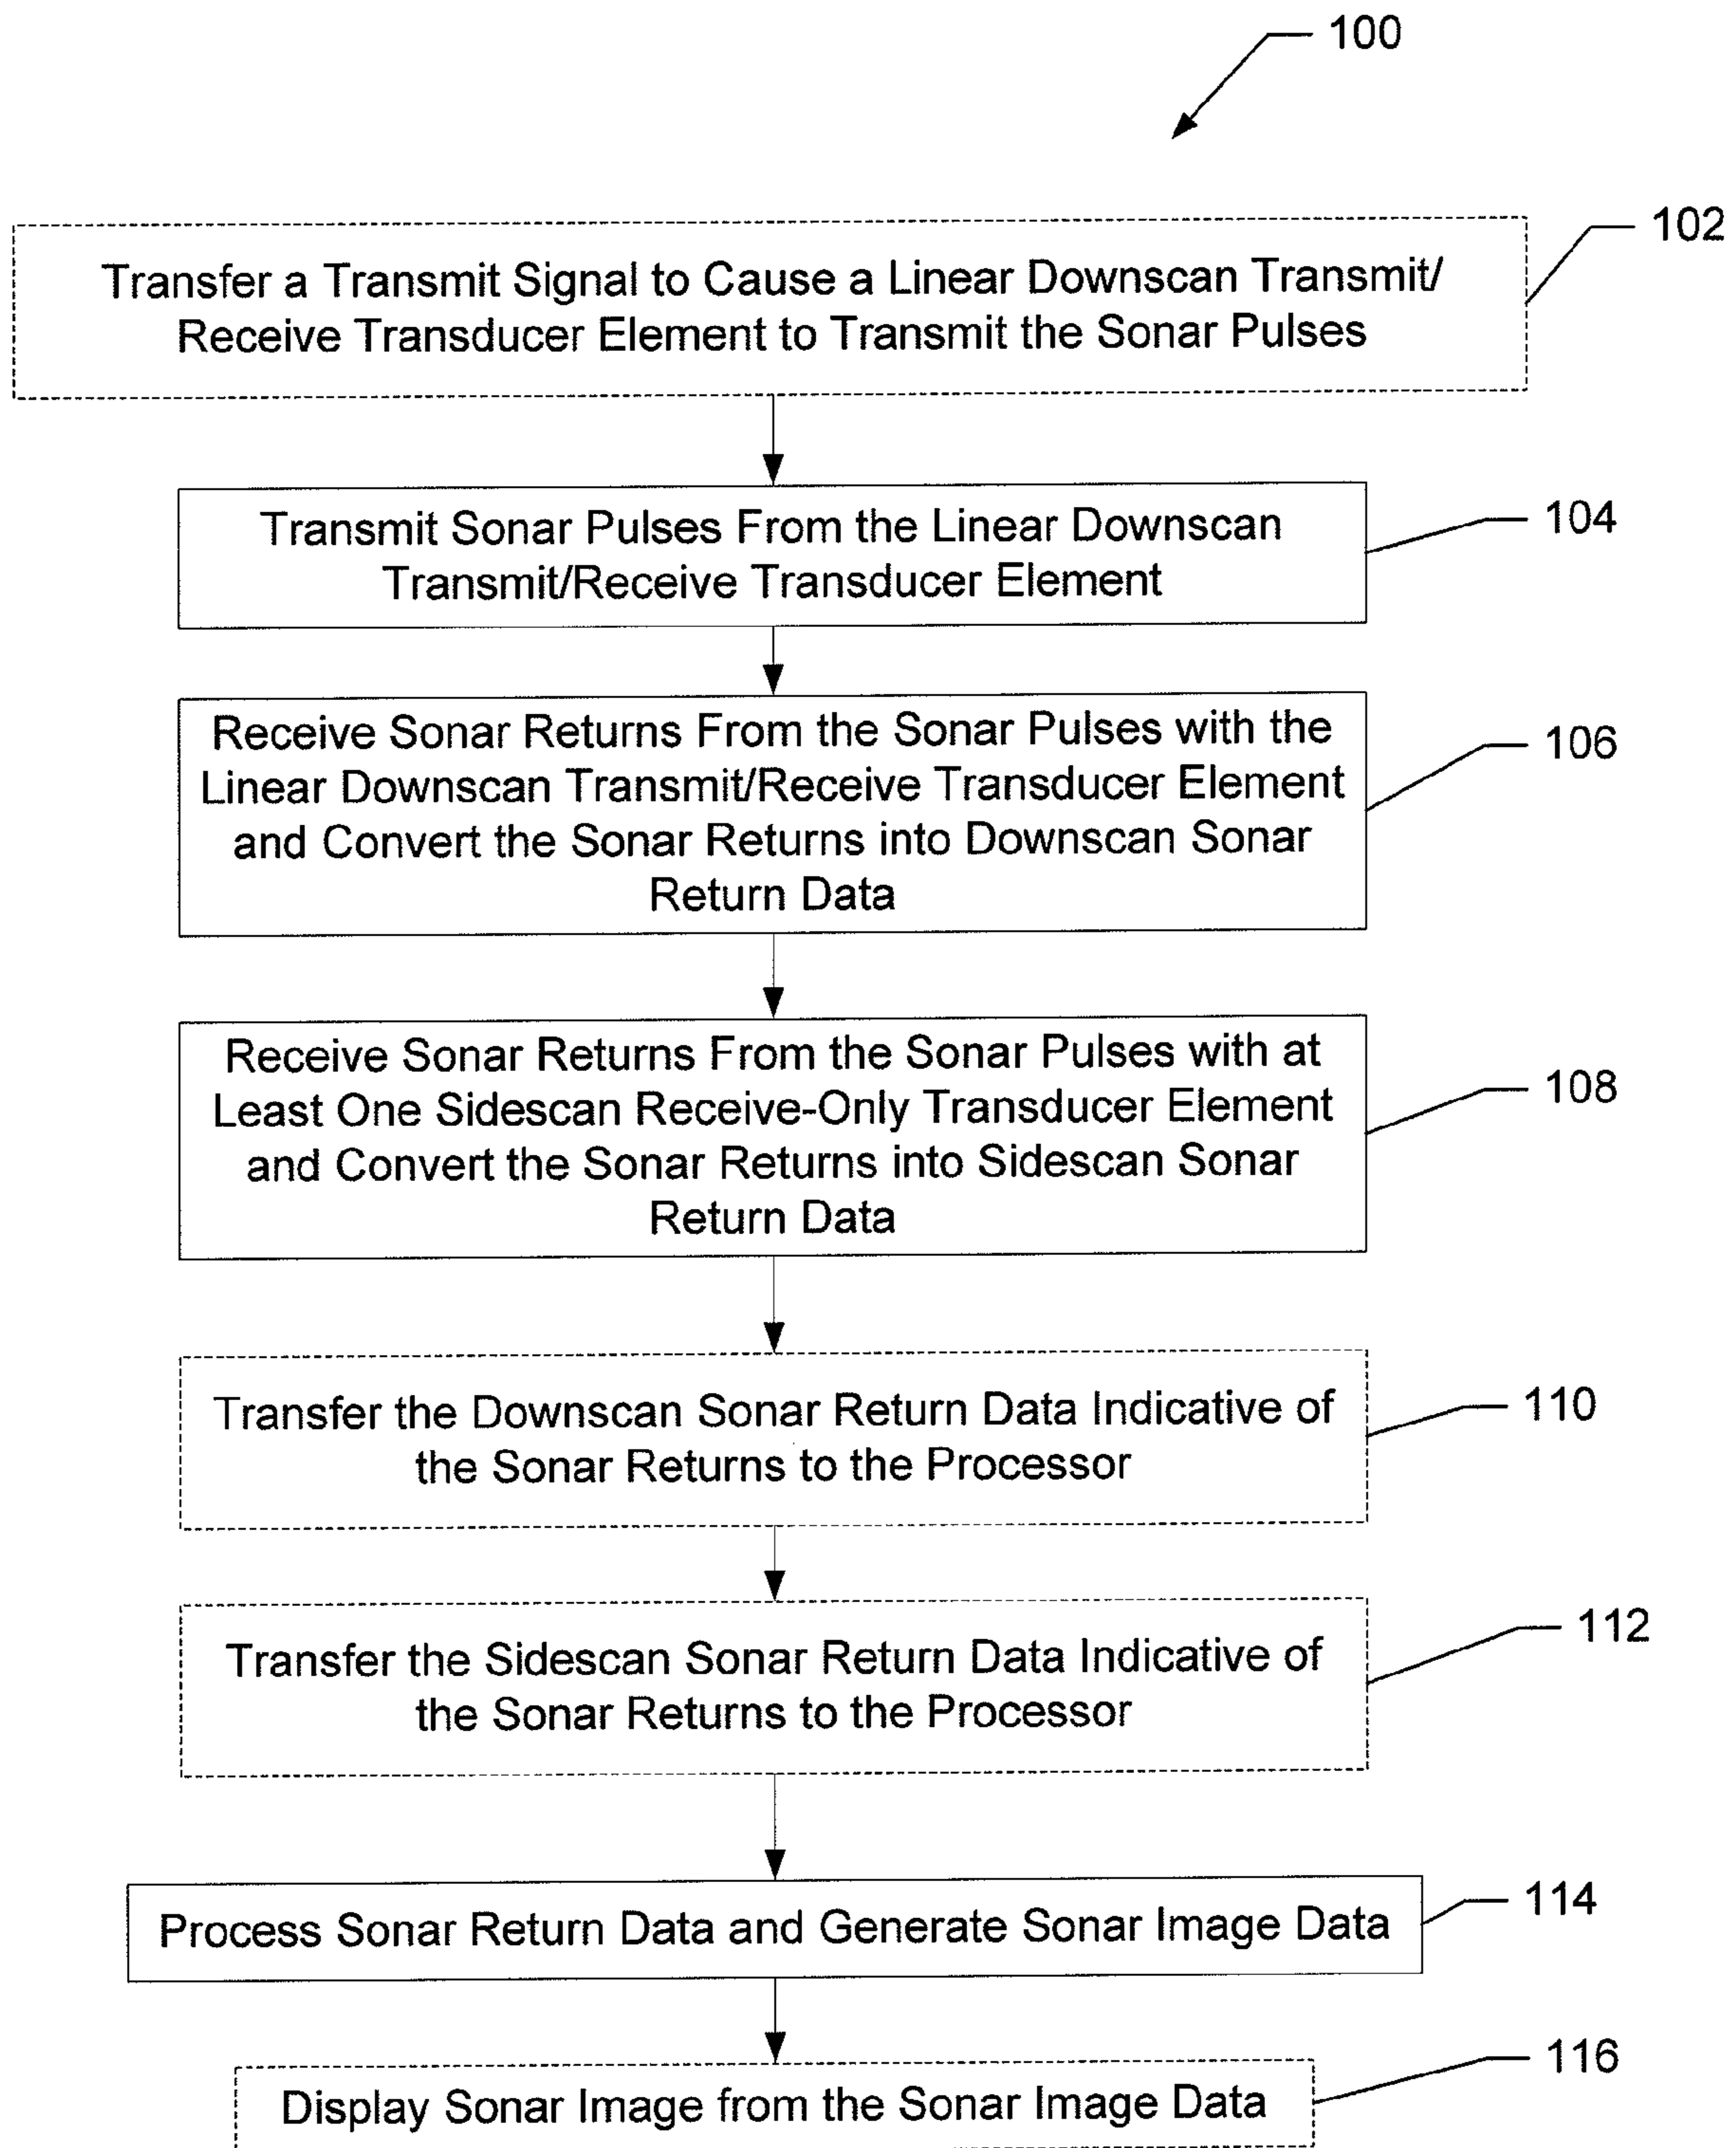 100
102
Transfer a Transmit Signal to Cause a Linear Downscan Transmit/
Receive Transducer Element to Transmit the Sonar Pulses
104
Transmit Sonar Pulses From the Linear Downscan
Transmit/Receive Transducer Element
106
Receive Sonar Returns From the Sonar Pulses with the
Linear Downscan Transmit/Receive Transducer Element
and Convert the Sonar Returns into Downscan Sonar
Return Data
108
Receive Sonar Returns From the Sonar Pulses with at
Least One Sidescan Receive-Only Transducer Element
and Convert the Sonar Returns into Sidescan Sonar
Return Data
110
Transfer the Downscan Sonar Return Data Indicative of
the Sonar Returns to the Processor
112
Transfer the Sidescan Sonar Return Data Indicative of
the Sonar Returns to the Processor
114
Process Sonar Return Data and Generate Sonar Image Data
116
Display Sonar Image from the Sonar Image Data